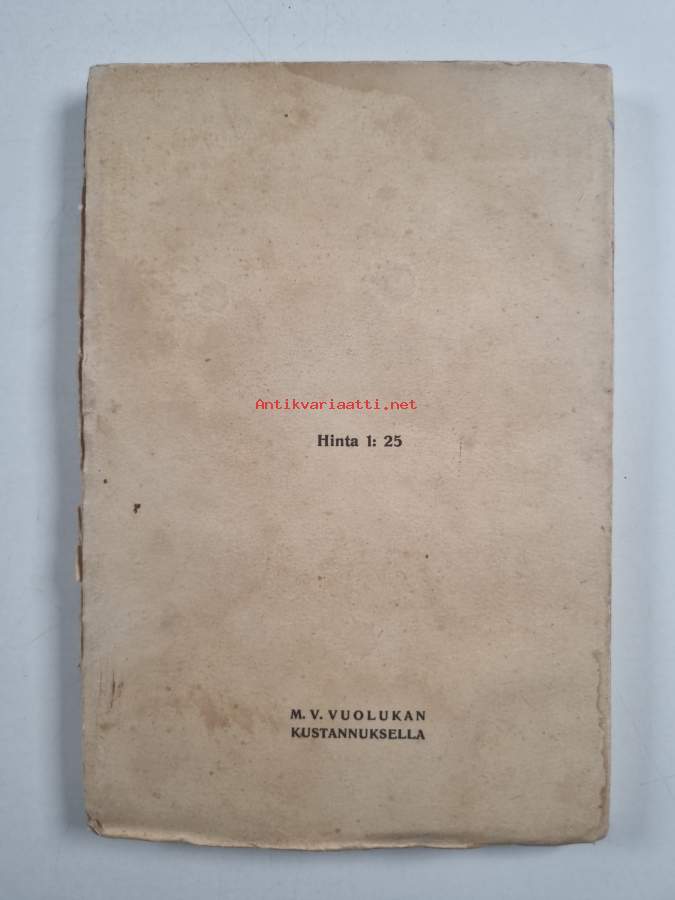 Antikvariaatti.net
Hinta 1: 25
M. V. VUOLUKAN
KUSTANNUKSELLA